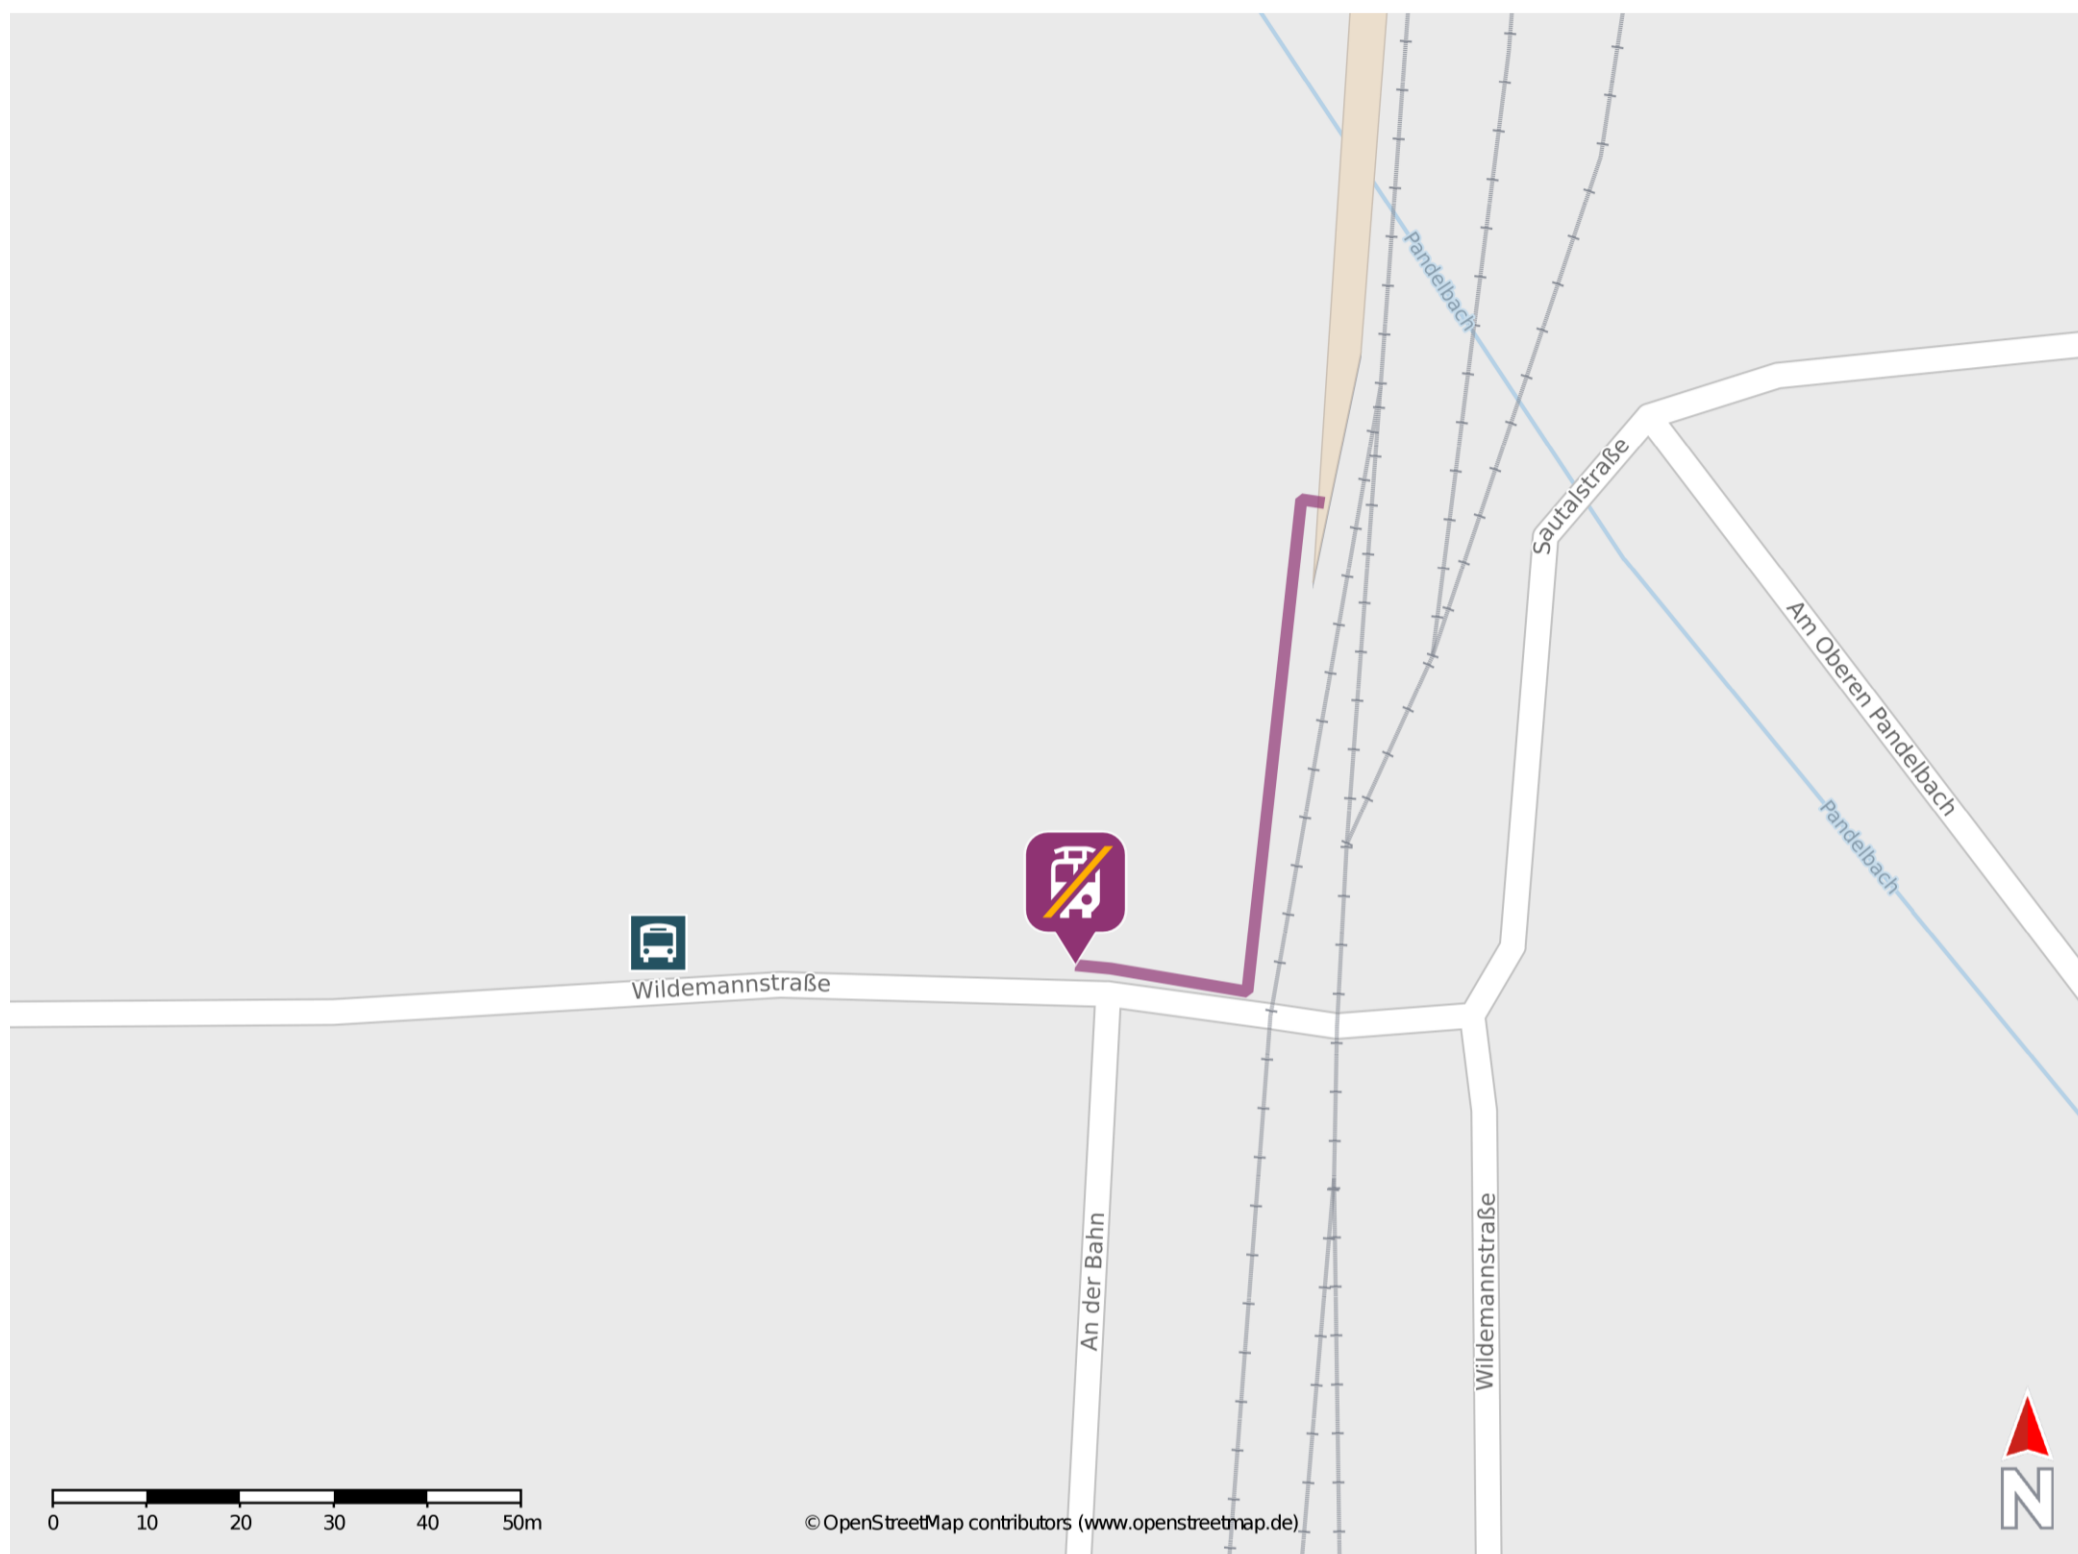 Pandelbach
Sautalstraße
Am Oberen Pandelbach
Pandelbach
Wildemannstraße
An der Bahn
Wildemannstraße
0 10 20 30 40 50m
© OpenStreetMap contributors (www.openstreetmap.de)
N